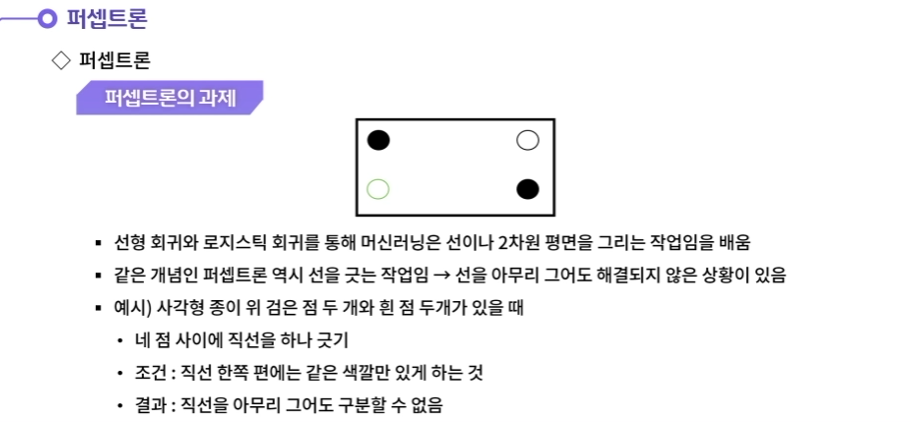 퍼셉트론
◇ 퍼셉트론
퍼셉트론의 과제
▪ 선형 회귀와 로지스틱 회귀를 통해 머신러닝은 선이나 2차원 평면을 그리는 작업임을 배움
▪ 같은 개념인 퍼셉트론 역시 선을 긋는 작업임 → 선을 아무리 그어도 해결되지 않은 상황이 있음
▪ 예시) 사각형 종이 위 검은 점 두 개와 흰 점 두개가 있을 때
• 네 점 사이에 직선을 하나 긋기
• 조건 : 직선 한쪽 편에는 같은 색깔만 있게 하는 것
• 결과 : 직선을 아무리 그어도 구분할 수 없음